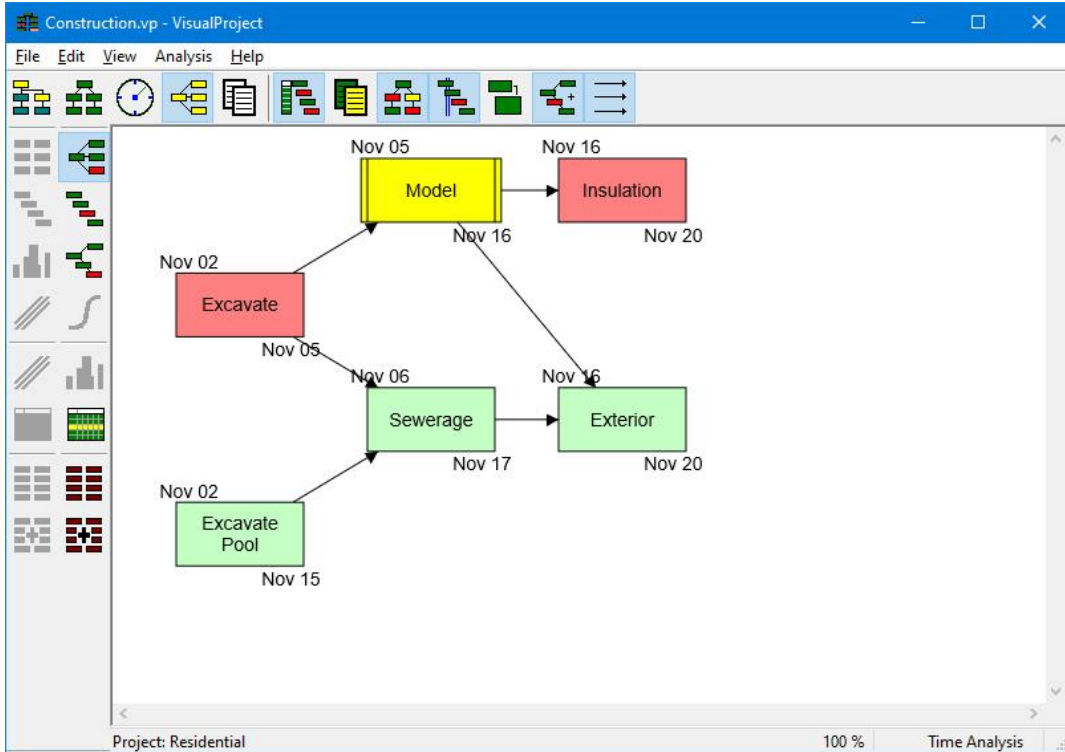 Construction.vp - VisualProject
File Edit View Analysis Help
Nov 05
Nov 16
Model
Insulation
Nov 16
Nov 20
Nov 02
Excavate
Nov 05
Nov 06
Nov 16
Sewerage
Exterior
Nov 17
Nov 20
Nov 02
Excavate
Pool
Nov 15
Project: Residential
100 %
Time Analysis